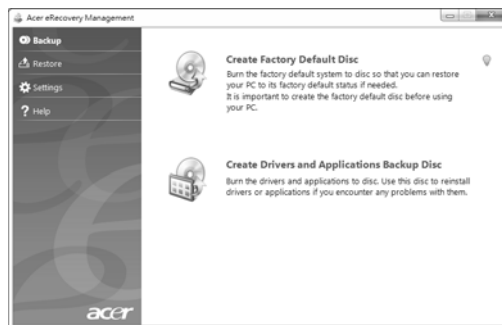 Acer eRecovery Management
Backup
Restore
Settings
Help
Create Factory Default Disc
Burn the factory default system to disc so that you can restore
your PC to its factory default status if needed.
It is important to create the factory default disc before using
your PC.
Create Drivers and Applications Backup Disc
Burn the drivers and applications to disc. Use this disc to reinstall
drivers or applications if you encounter any problems with them.
acer